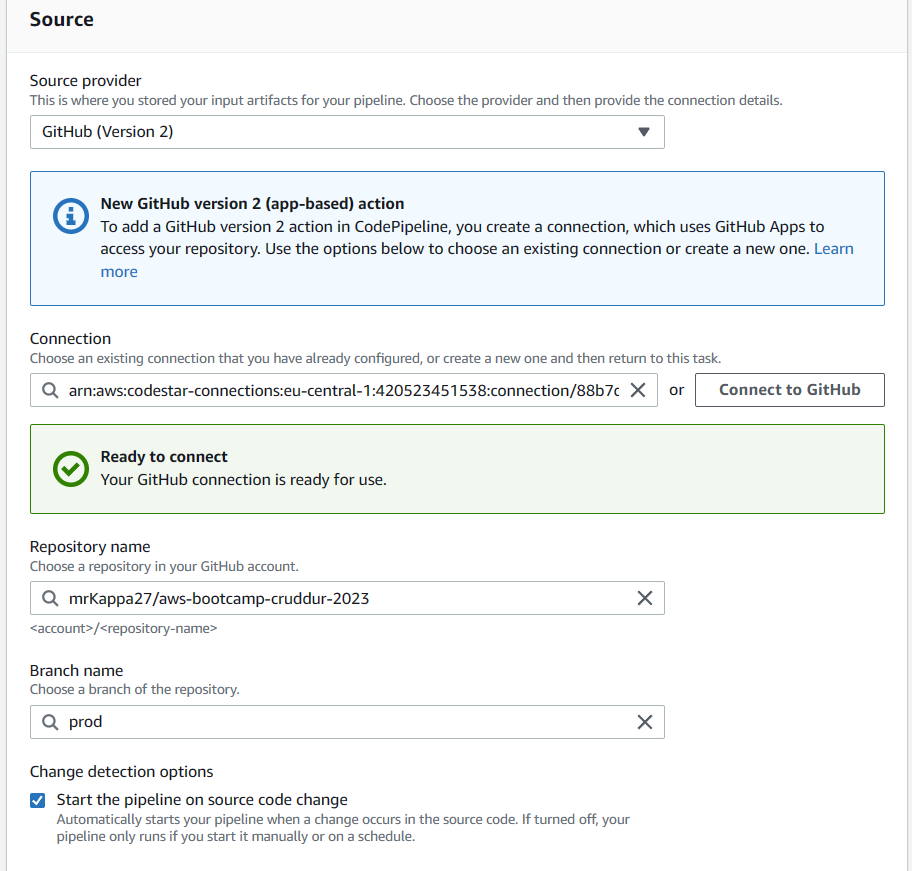 Source
Source provider
This is where you stored your input artifacts for your pipeline. Choose the provider and then provide the connection details.
GitHub (Version 2)
New GitHub version 2 (app-based) action
To add a GitHub version 2 action in CodePipeline, you create a connection, which uses GitHub Apps to
access your repository. Use the options below to choose an existing connection or create a new one. Learn
more
Connection
Choose an existing connection that you have already configured, or create a new one and then return to this task.
arn:aws:codestar-connections:eu-central-1:420523451538:connection/88b7c
or
Connect to GitHub
Ready to connect
Your GitHub connection is ready for use.
Repository name
Choose a repository in your GitHub account.
mrKappa27/aws-bootcamp-cruddur-2023
<account>/<repository-name>
Branch name
Choose a branch of the repository.
prod
Change detection options
Start the pipeline on source code change
Automatically starts your pipeline when a change occurs in the source code. If turned off, your
pipeline only runs if you start it manually or on a schedule.